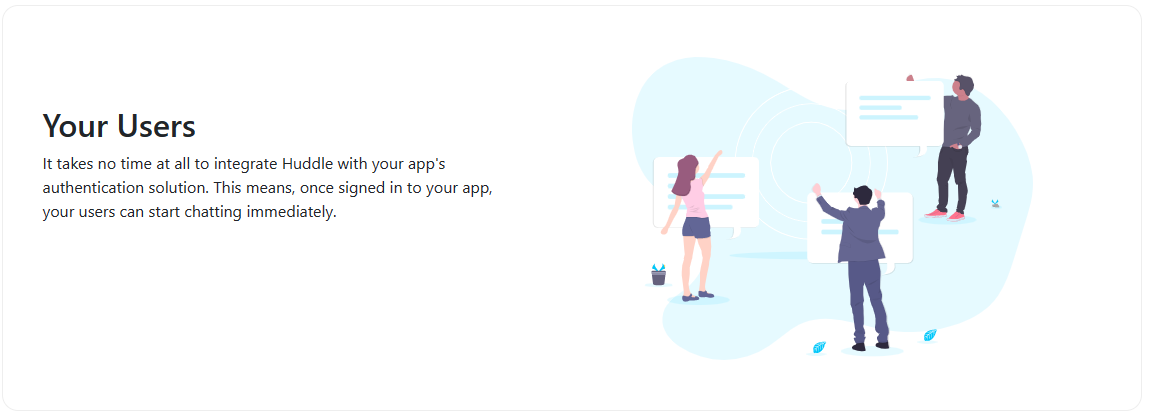 Your Users
It takes no time at all to integrate Huddle with your app's
authentication solution. This means, once signed in to your app,
your users can start chatting immediately.